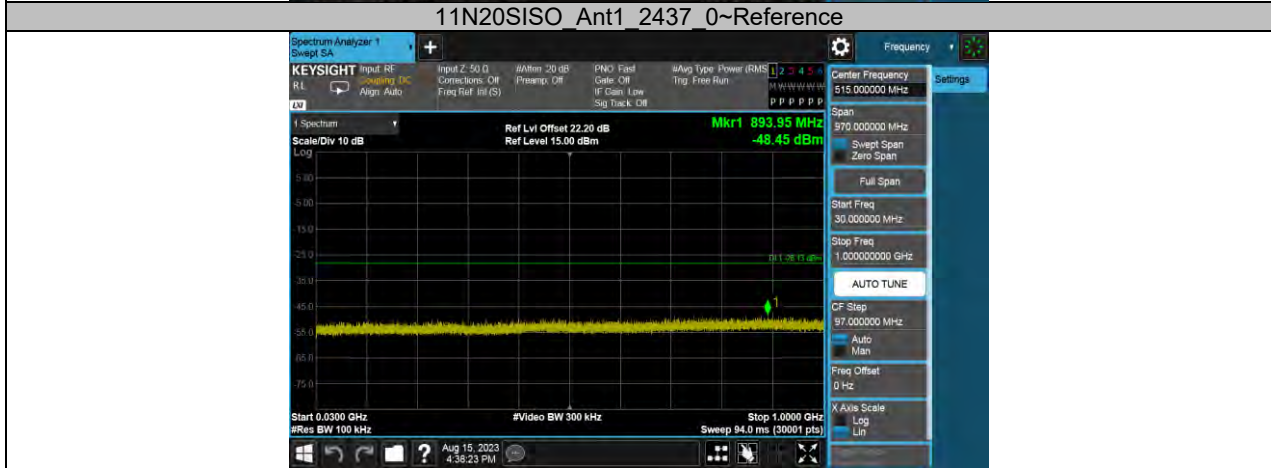 11N20SISO_Ant1_2437_0~Reference
Spectrum Analyzer 1
Swept SA
+
Frequency
KEYSIGHT
Input: RF
Input Z: 50 Ω
#Atten: 20 dB
PNO: Fast
#Avg Type: Power (RMS
1 2 3 4 5 6
RL
Coupling: DC
Corrections: Off
Preamp: Off
Gate: Off
Trig: Free Run
M W W W W W
Align: Auto
Freq Ref: Int (S)
IF Gain: Low
Sig Track: Off
P P P P P P
LXI
Center Frequency
515.000000 MHz
Settings
1 Spectrum
Ref Lvl Offset 22.20 dB
Mkr1 893.95 MHz
Scale/Div 10 dB
Ref Level 15.00 dBm
-48.45 dBm
Log
5.00
-5.00
-15.0
-25.0
-35.0
-45.0
-55.0
-65.0
-75.0
1
Start 0.0300 GHz
#Video BW 300 kHz
Stop 1.0000 GHz
#Res BW 100 kHz
Sweep 94.0 ms (30001 pts)
Span
970.000000 MHz
Swept Span
Zero Span
Full Span
Start Freq
30.000000 MHz
Stop Freq
1.000000000 GHz
AUTO TUNE
CF Step
97.000000 MHz
Auto
Man
Freq Offset
0 Hz
X Axis Scale
Log
Lin
?
Aug 15, 2023
4:38:23 PM